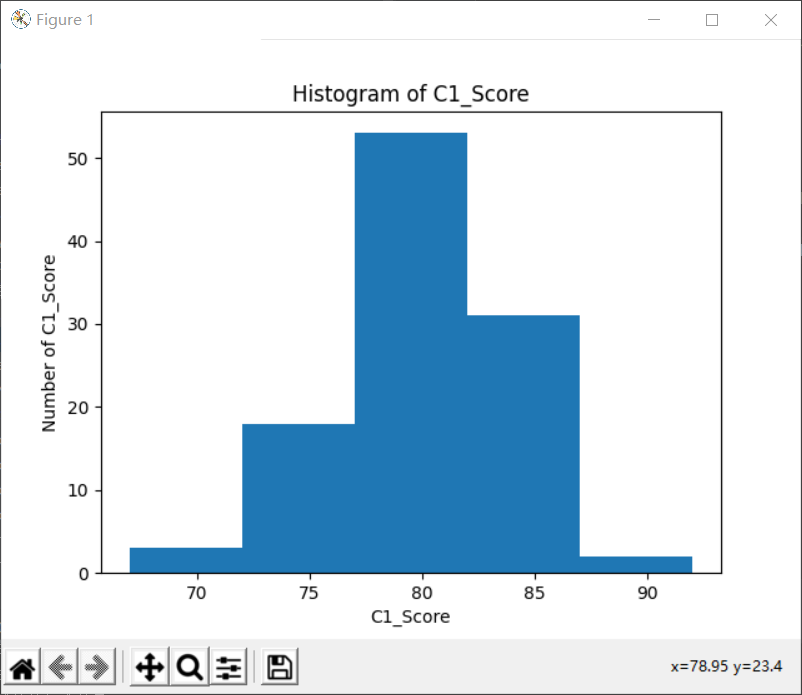 Figure 1
Histogram of C1_Score
50
40
30
20
10
0
Number of C1_Score
70 75 80 85 90
C1_Score
x=78.95 y=23.4